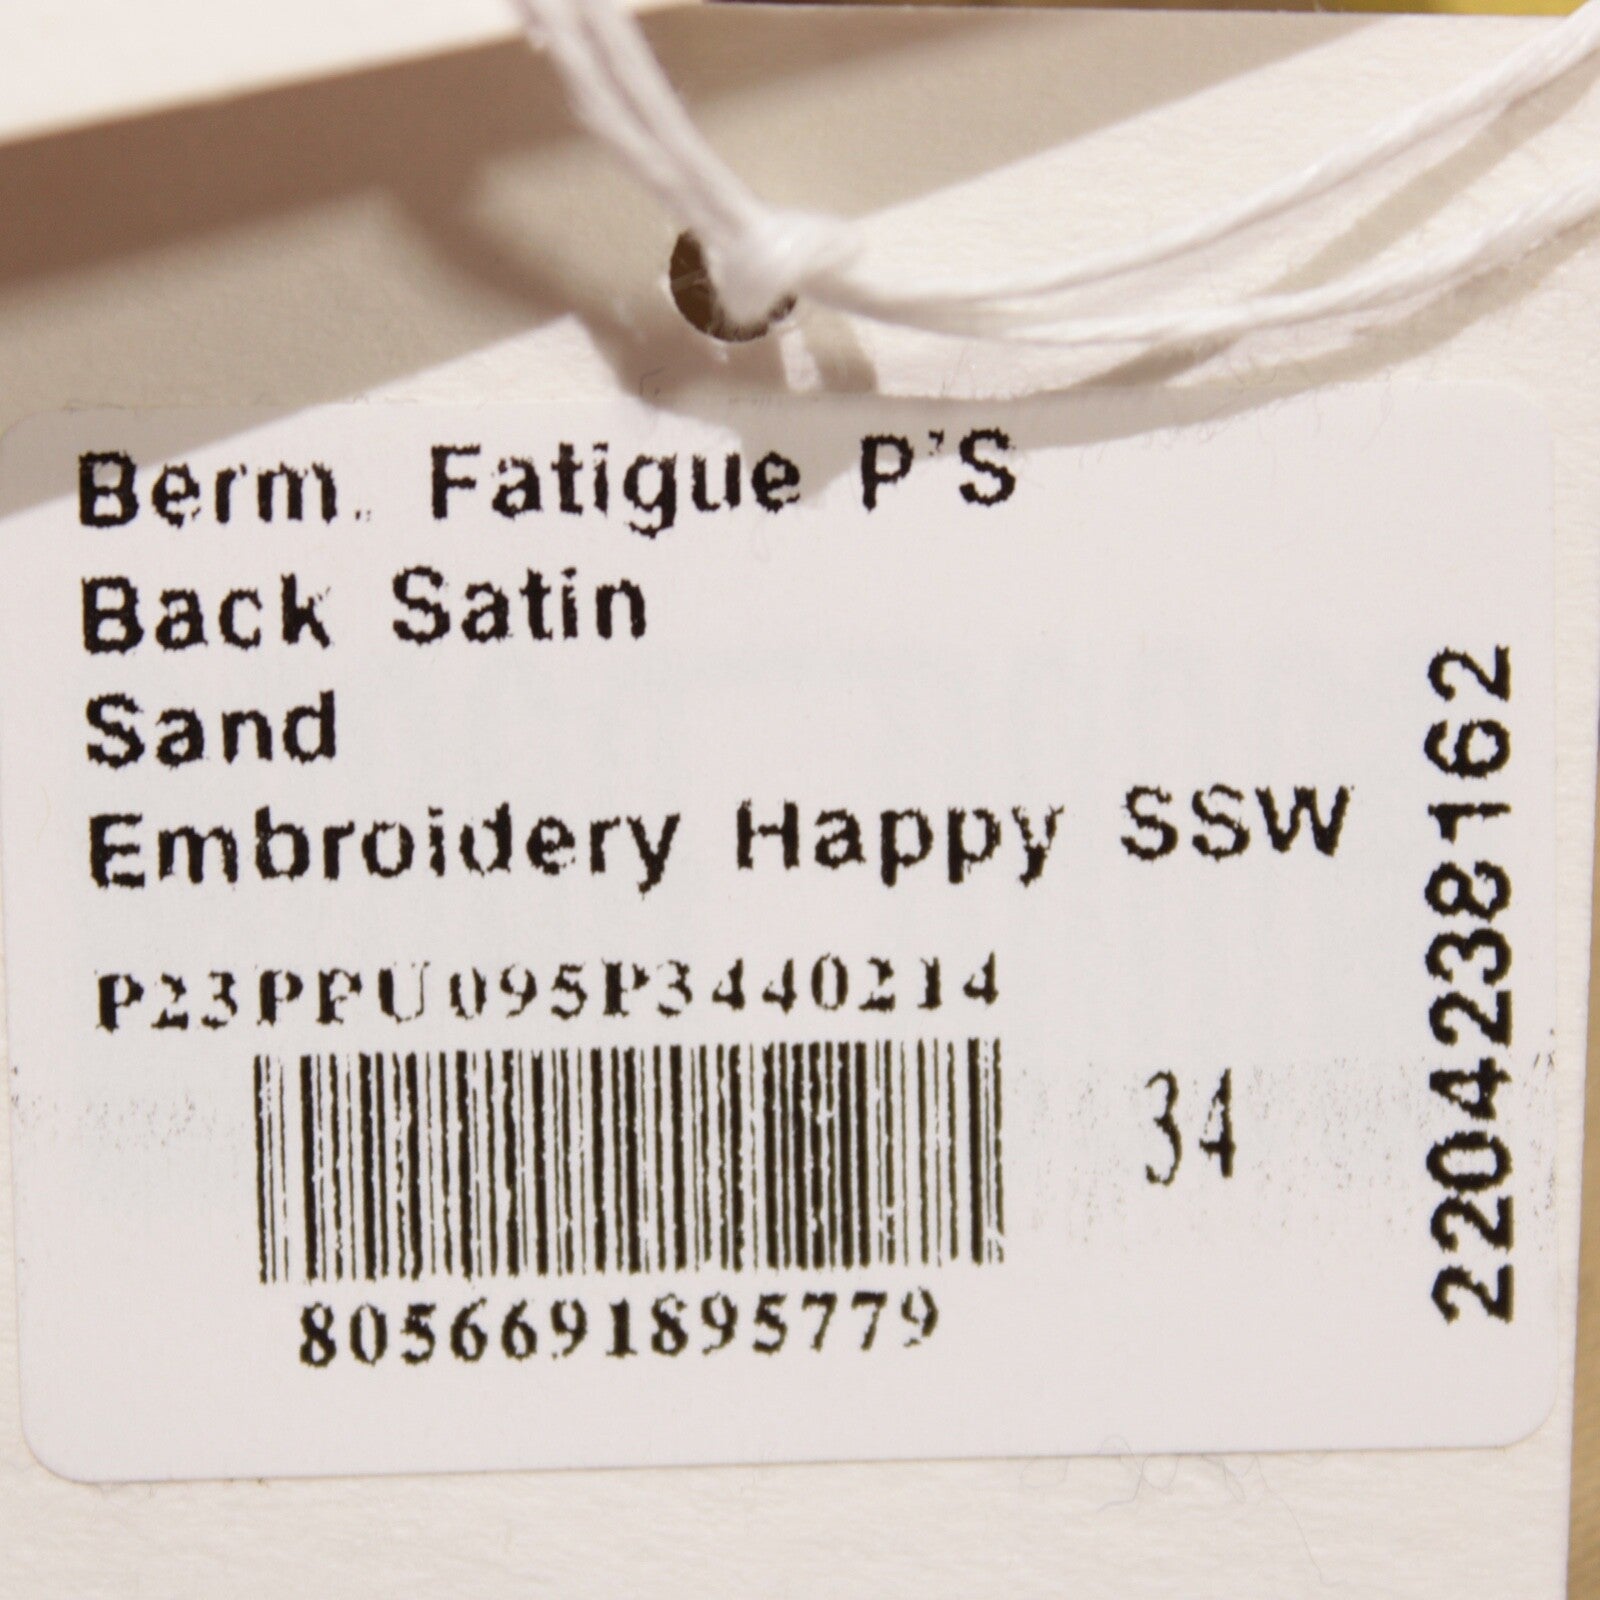 Berm. Fatigue P'S
Back Satin
Sand
Embroidery Happy SSW
P23PPU095P3440214
34
8056691895779
2204238162